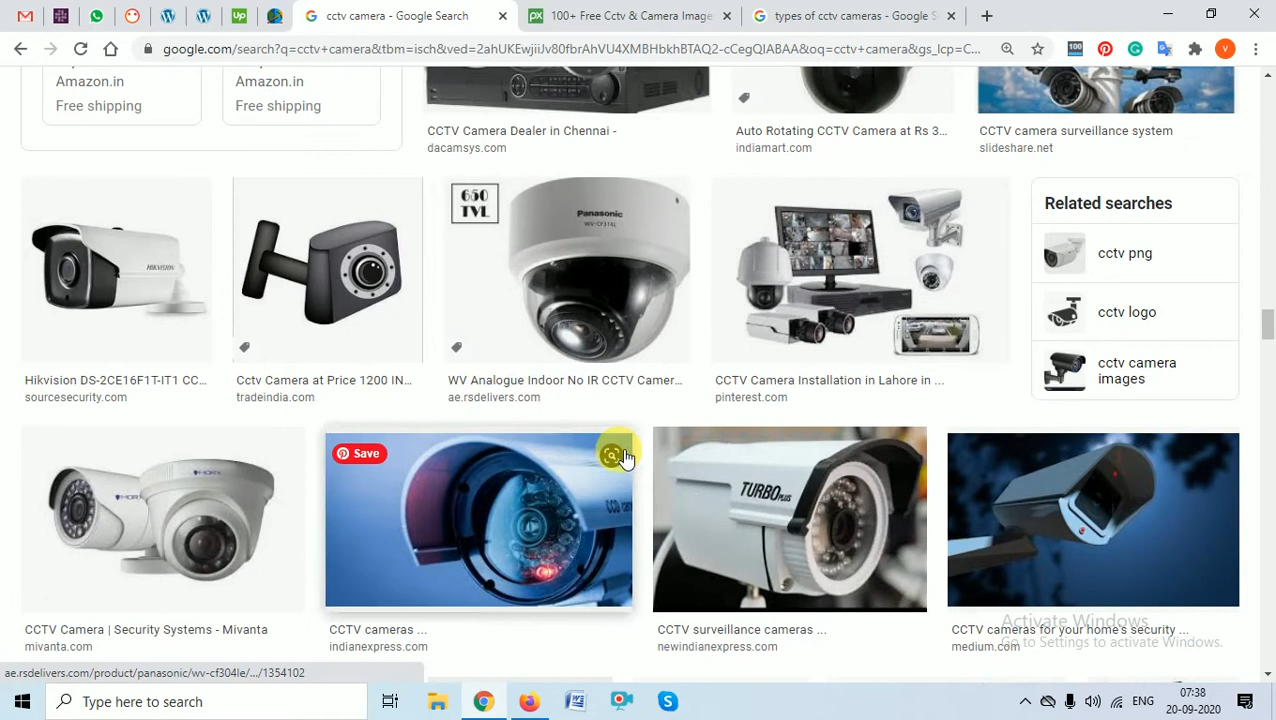 cctv camera - Google Search
100+ Free Cctv & Camera Image
types of cctv cameras - Google S
google.com/search?q=cctv+camera&tbm=isch&ved=2ahUKEwjiiJv80fbrAhVU4XMBHbkhBTAQ2-cCegQIABAA&oq=cctv+camera&gs_lcp=C...
Amazon.in
Free shipping
Amazon.in
Free shipping
CCTV Camera Dealer in Chennai -
dacamsys.com
Auto Rotating CCTV Camera at Rs 3...
indiamart.com
CCTV camera surveillance system
slideshare.net
HIKVISION
650
TVL
Panasonic
WV-CF314L
Related searches
cctv png
cctv logo
cctv camera
images
Hikvision DS-2CE16F1T-IT1 CC...
sourcesecurity.com
Cctv Camera at Price 1200 IN...
tradeindia.com
WV Analogue Indoor No IR CCTV Camer...
ae.rsdelivers.com
CCTV Camera Installation in Lahore in ...
pinterest.com
Save
CCD came
TURBO PLUS
CCTV Camera | Security Systems - Mivanta
mivanta.com
CCTV cameras ...
indianexpress.com
CCTV surveillance cameras ...
newindianexpress.com
CCTV cameras for your home's security ...
medium.com
Activate Windows
Go to Settings to activate Windows.
ae.rsdelivers.com/product/panasonic/wv-cf304le/.../1354102
Type here to search
ENG
07:38
20-09-2020